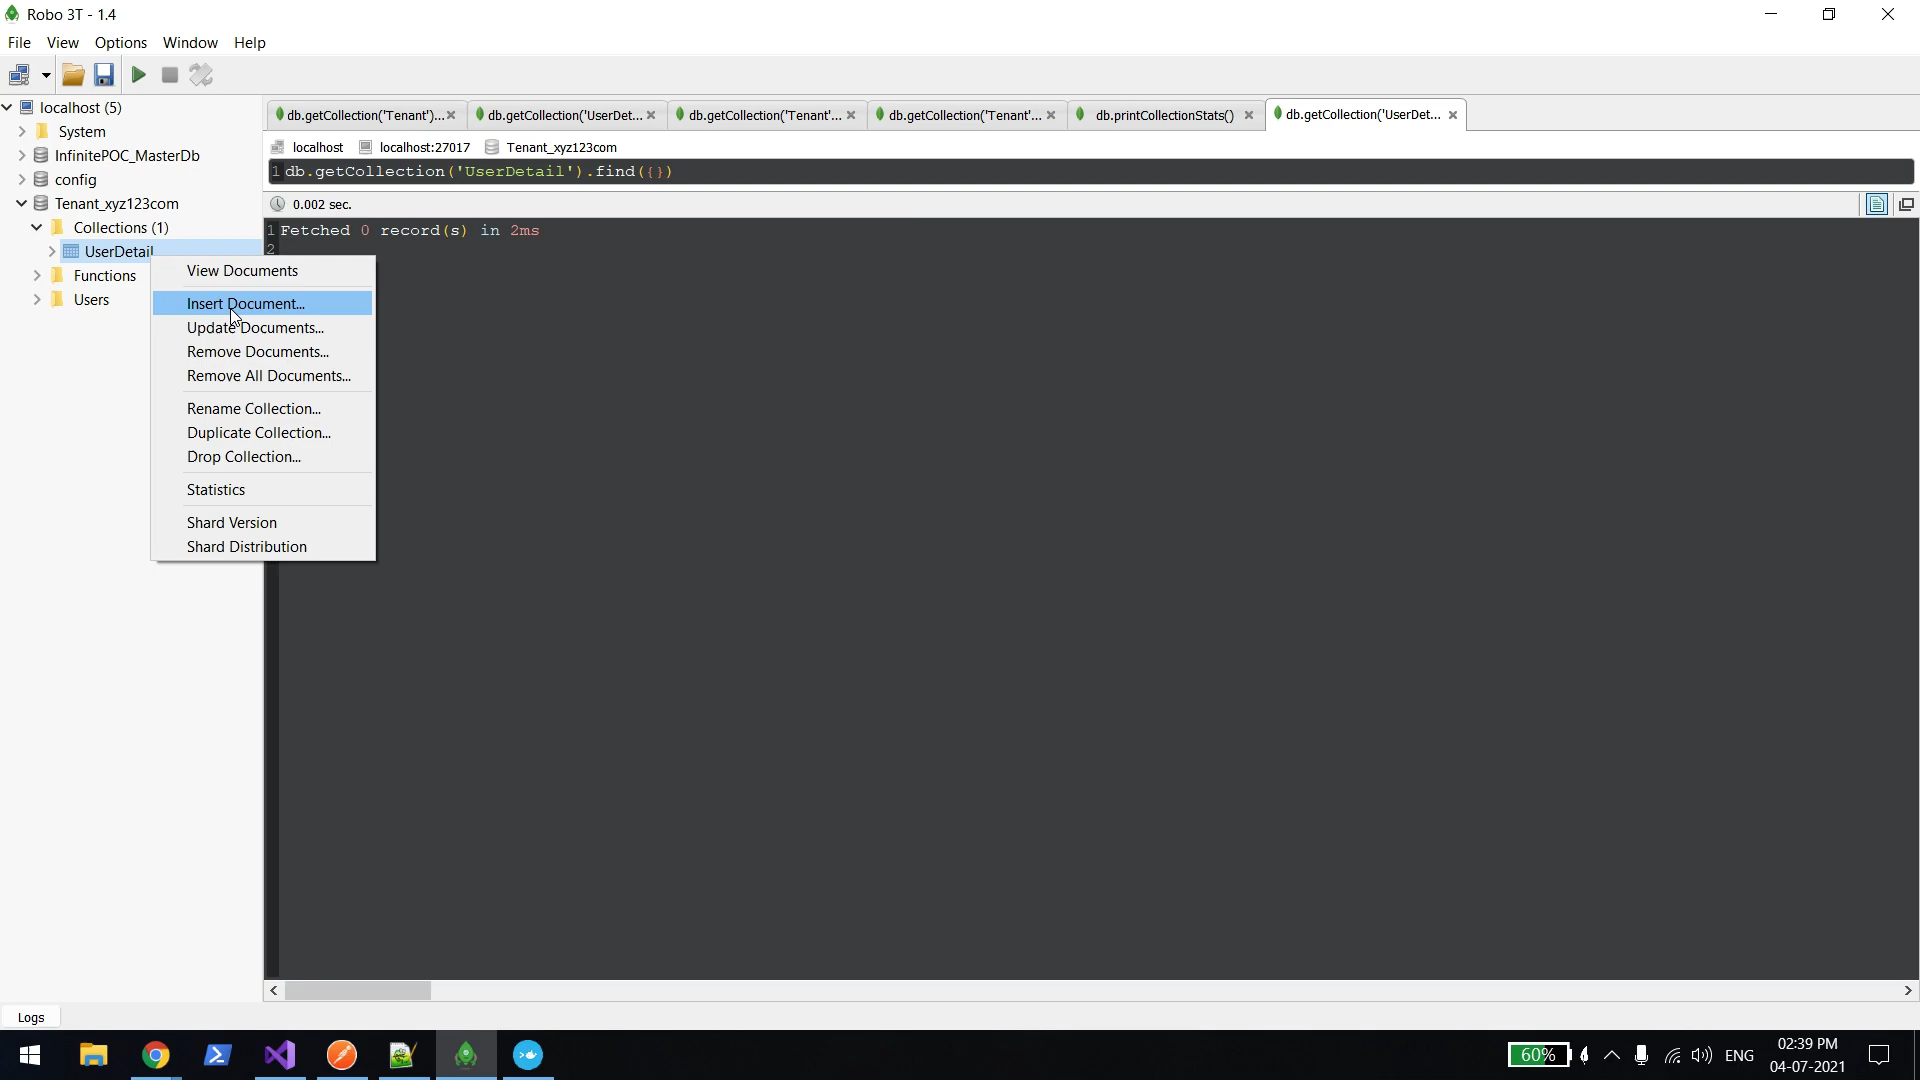 Robo 3T - 1.4
File View Options Window Help
localhost (5)
System
InfinitePOC_MasterDb
config
Tenant_xyz123com
Collections (1)
UserDetail
Functions
Users
View Documents
Insert Document...
Update Documents...
Remove Documents...
Remove All Documents...
Rename Collection...
Duplicate Collection...
Drop Collection...
Statistics
Shard Version
Shard Distribution
db.getCollection('Tenant')... db.getCollection('UserDet... db.getCollection('Tenant'... db.getCollection('Tenant'... db.printCollectionStats() db.getCollection('UserDet...
localhost localhost:27017 Tenant_xyz123com
1 db.getCollection('UserDetail').find({})
0.002 sec.
1 Fetched 0 record(s) in 2ms
2
Logs
60% ENG 02:39 PM
04-07-2021